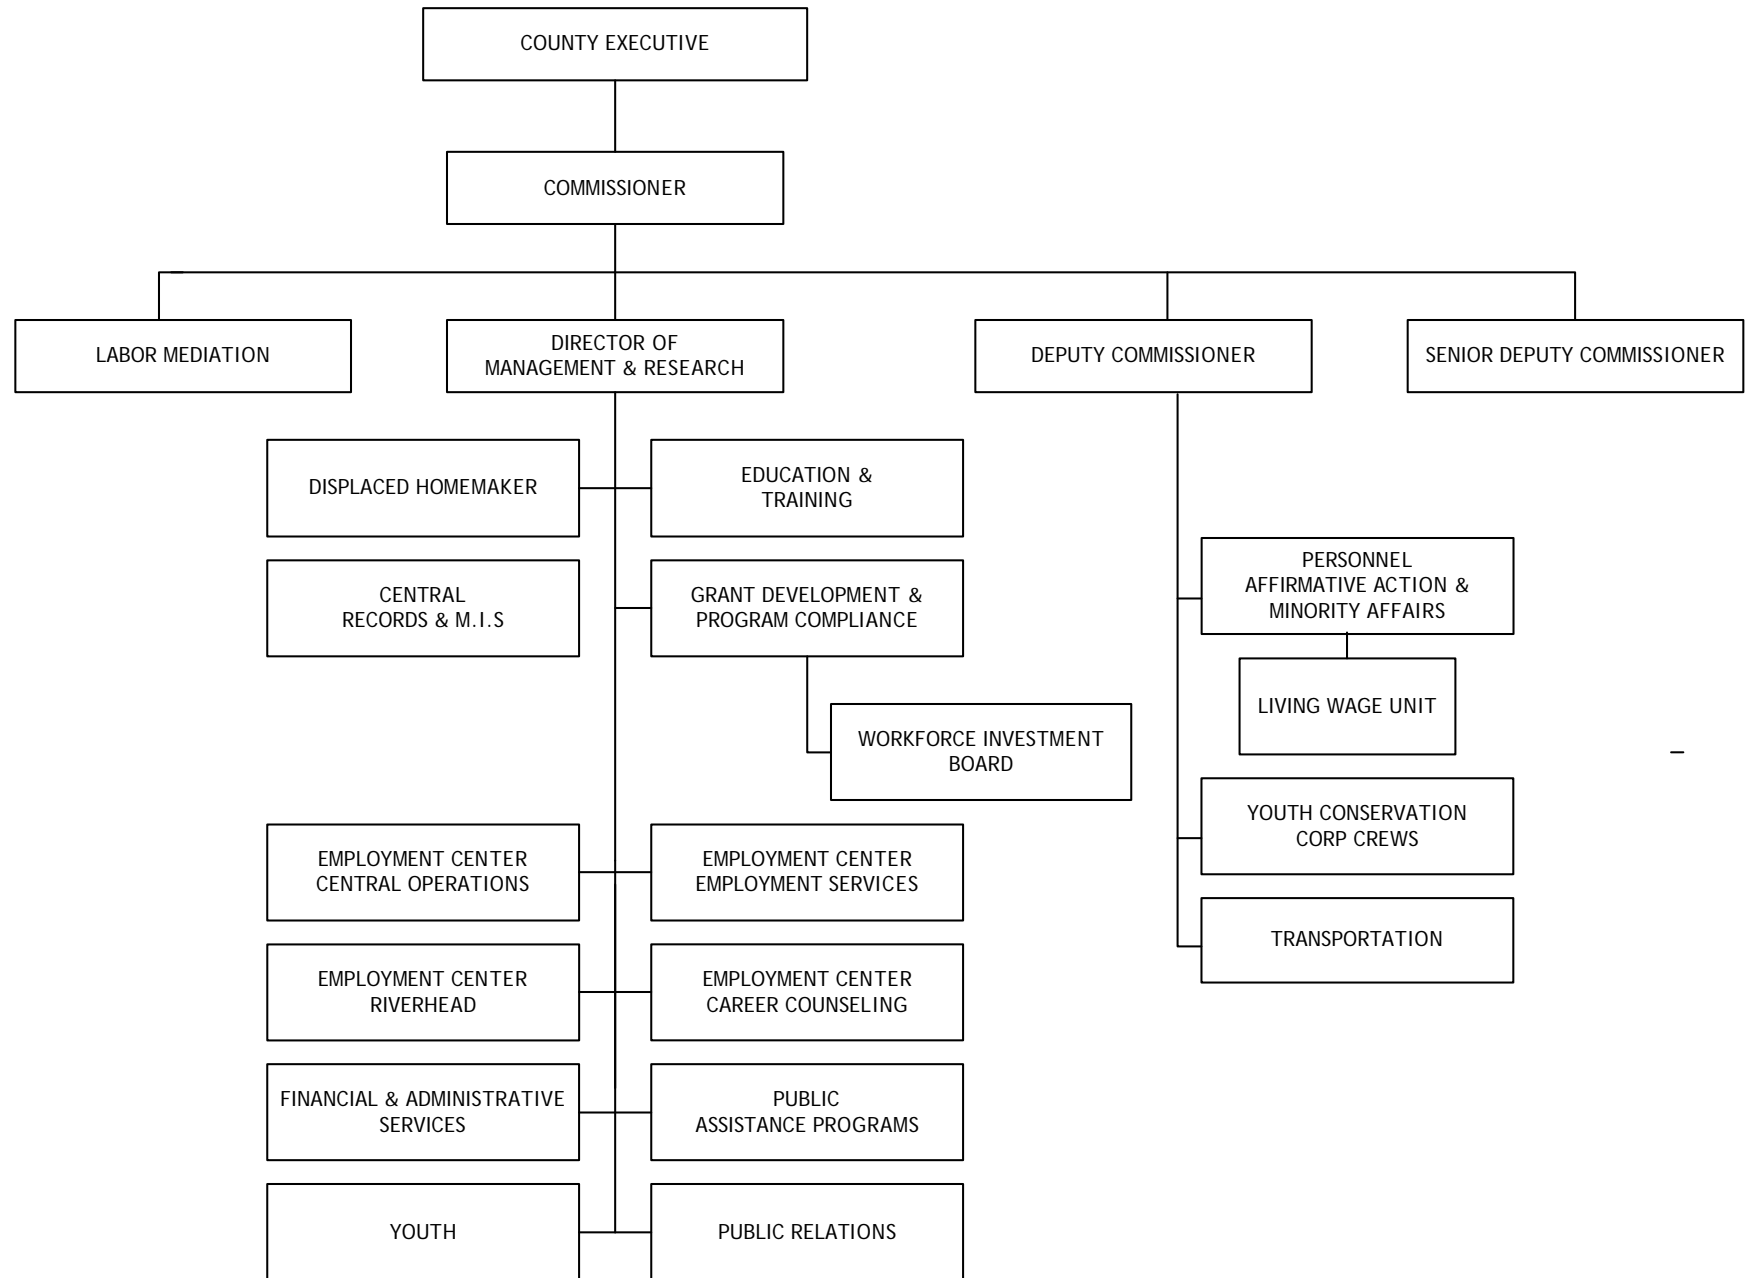 COUNTY EXECUTIVE
COMMISSIONER
LABOR MEDIATION
DIRECTOR OF
MANAGEMENT & RESEARCH
DEPUTY COMMISSIONER
SENIOR DEPUTY COMMISSIONER
DISPLACED HOMEMAKER
EDUCATION &
TRAINING
CENTRAL
RECORDS & M.I.S
GRANT DEVELOPMENT &
PROGRAM COMPLIANCE
WORKFORCE INVESTMENT
BOARD
EMPLOYMENT CENTER
CENTRAL OPERATIONS
EMPLOYMENT CENTER
EMPLOYMENT SERVICES
EMPLOYMENT CENTER
RIVERHEAD
EMPLOYMENT CENTER
CAREER COUNSELING
FINANCIAL & ADMINISTRATIVE
SERVICES
PUBLIC
ASSISTANCE PROGRAMS
YOUTH
PUBLIC RELATIONS
PERSONNEL
AFFIRMATIVE ACTION &
MINORITY AFFAIRS
LIVING WAGE UNIT
YOUTH CONSERVATION
CORP CREWS
TRANSPORTATION